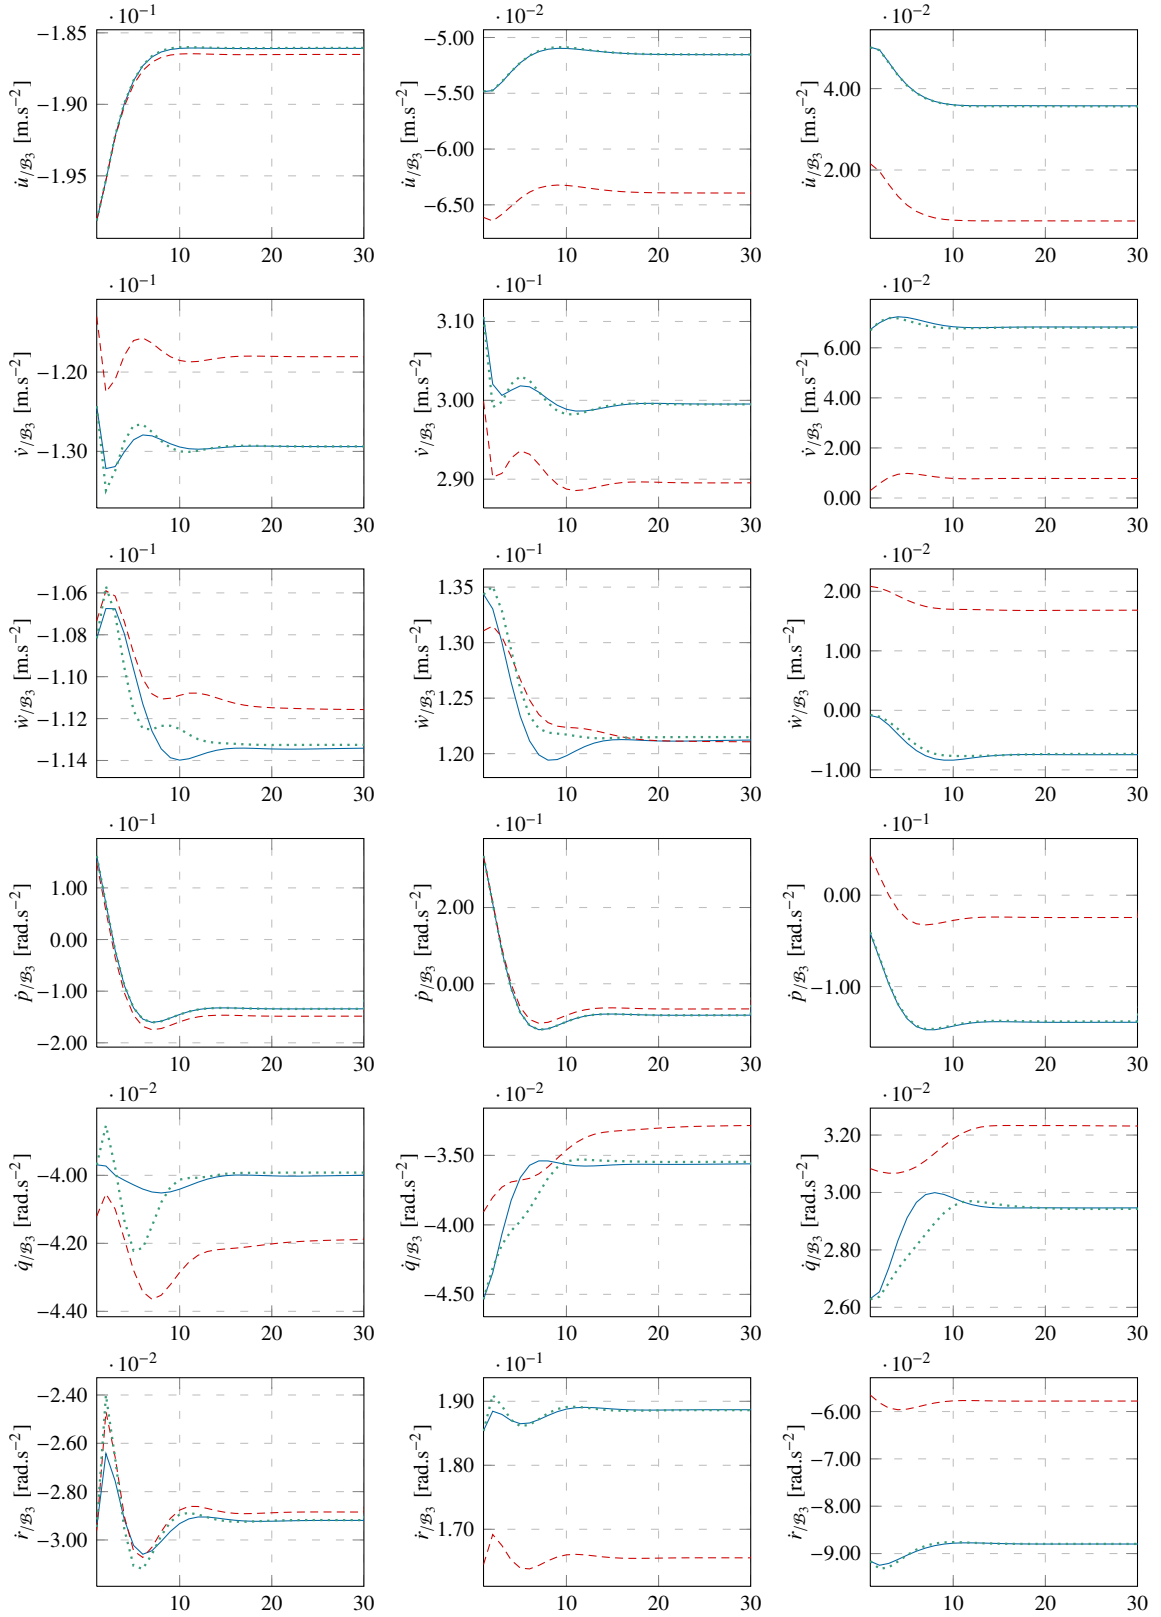 ·10⁻¹ ·10⁻² ·10⁻²
−1.85 −5.00 4.00
−1.90 −5.50 2.00
−1.95 −6.00
−6.50
u̇/ℬ₃ [m.s⁻²] u̇/ℬ₃ [m.s⁻²] u̇/ℬ₃ [m.s⁻²]
10 20 30 10 20 30 10 20 30
·10⁻¹ ·10⁻¹ ·10⁻²
−1.20 3.10 6.00
−1.30 3.00 4.00
2.90 2.00
0.00
v̇/ℬ₃ [m.s⁻²] v̇/ℬ₃ [m.s⁻²] v̇/ℬ₃ [m.s⁻²]
10 20 30 10 20 30 10 20 30
·10⁻¹ ·10⁻¹ ·10⁻²
−1.06 1.35 2.00
−1.08 1.30 1.00
−1.10 1.25 0.00
−1.12 1.20 −1.00
−1.14
ẇ/ℬ₃ [m.s⁻²] ẇ/ℬ₃ [m.s⁻²] ẇ/ℬ₃ [m.s⁻²]
10 20 30 10 20 30 10 20 30
·10⁻¹ ·10⁻¹ ·10⁻¹
1.00 2.00 0.00
0.00 0.00 −1.00
−1.00
−2.00
ṗ/ℬ₃ [rad.s⁻²] ṗ/ℬ₃ [rad.s⁻²] ṗ/ℬ₃ [rad.s⁻²]
10 20 30 10 20 30 10 20 30
·10⁻² ·10⁻² ·10⁻²
−4.00 −3.50 3.20
−4.20 −4.00 3.00
−4.40 −4.50 2.80
2.60
q̇/ℬ₃ [rad.s⁻²] q̇/ℬ₃ [rad.s⁻²] q̇/ℬ₃ [rad.s⁻²]
10 20 30 10 20 30 10 20 30
·10⁻² ·10⁻¹ ·10⁻²
−2.40 1.90 −6.00
−2.60 1.80 −7.00
−2.80 1.70 −8.00
−3.00 −9.00
ṙ/ℬ₃ [rad.s⁻²] ṙ/ℬ₃ [rad.s⁻²] ṙ/ℬ₃ [rad.s⁻²]
10 20 30 10 20 30 10 20 30